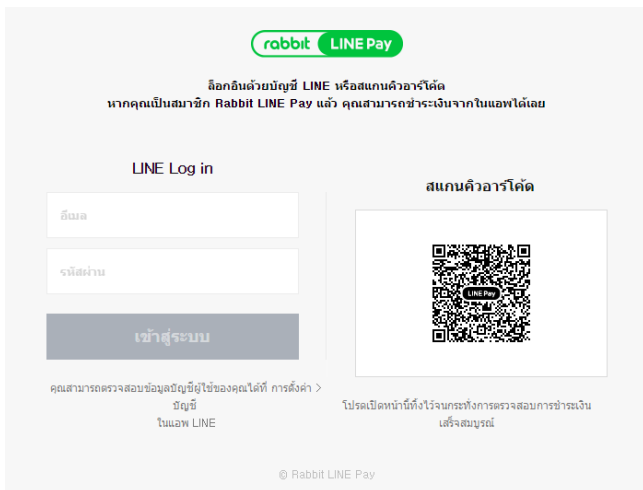 rabbit LINE Pay
ล็อกอินด้วยบัญชี LINE หรือสแกนคิวอาร์โค้ด
หากคุณเป็นสมาชิก Rabbit LINE Pay แล้ว คุณสามารถชำระเงินจากในแอพได้เลย
LINE Log in
อีเมล
รหัสผ่าน
เข้าสู่ระบบ
คุณสามารถตรวจสอบข้อมูลบัญชีผู้ใช้ของคุณได้ที่ การตั้งค่า >
บัญชี
ในแอพ LINE
สแกนคิวอาร์โค้ด
LINE Pay
โปรดเปิดหน้านี้ทิ้งไว้จนกระทั่งการตรวจสอบการชำระเงิน
เสร็จสมบูรณ์
© Rabbit LINE Pay